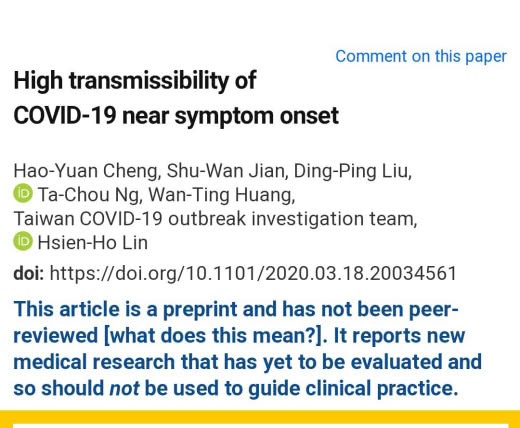 Comment on this paper
High transmissibility of
COVID-19 near symptom onset
Hao-Yuan Cheng, Shu-Wan Jian, Ding-Ping Liu,
iD Ta-Chou Ng, Wan-Ting Huang,
Taiwan COVID-19 outbreak investigation team,
iD Hsien-Ho Lin
doi: https://doi.org/10.1101/2020.03.18.20034561
This article is a preprint and has not been peer-
reviewed [what does this mean?]. It reports new
medical research that has yet to be evaluated and
so should not be used to guide clinical practice.